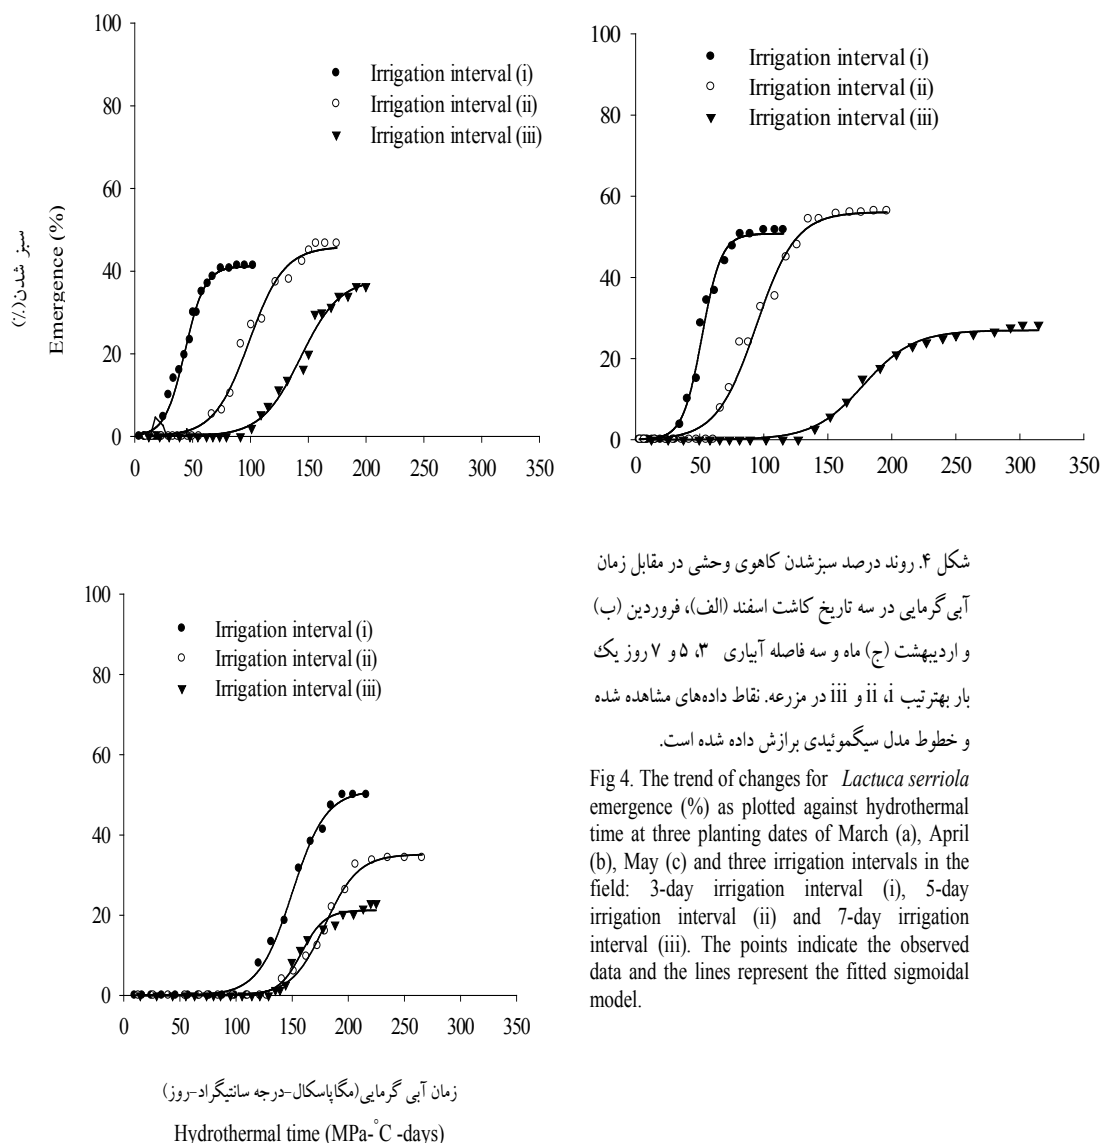 100
80
60
40
20
0
Irrigation interval (i)
Irrigation interval (ii)
Irrigation interval (iii)
0 50 100 150 200 250 300 350
سبز شدن(٪)
Emergence (%)
100
80
60
40
20
0
Irrigation interval (i)
Irrigation interval (ii)
Irrigation interval (iii)
0 50 100 150 200 250 300 350
100
80
60
40
20
0
Irrigation interval (i)
Irrigation interval (ii)
Irrigation interval (iii)
0 50 100 150 200 250 300 350
زمان آبی گرمایی(مگاپاسکال-درجه سانتیگراد-روز)
Hydrothermal time (MPa-°C -days)
شکل ۴. روند درصد سبزشدن کاهوی وحشی در مقابل زمان
آبی‌گرمایی در سه تاریخ کاشت اسفند (الف)، فروردین (ب)
و اردیبهشت (ج) ماه و سه فاصله آبیاری ۳، ۵ و ۷ روز یک
بار بهترتیب i، ii و iii در مزرعه. نقاط داده‌های مشاهده شده
و خطوط مدل سیگموئیدی برازش داده شده است.
Fig 4. The trend of changes for Lactuca serriola
emergence (%) as plotted against hydrothermal
time at three planting dates of March (a), April
(b), May (c) and three irrigation intervals in the
field: 3-day irrigation interval (i), 5-day
irrigation interval (ii) and 7-day irrigation
interval (iii). The points indicate the observed
data and the lines represent the fitted sigmoidal
model.